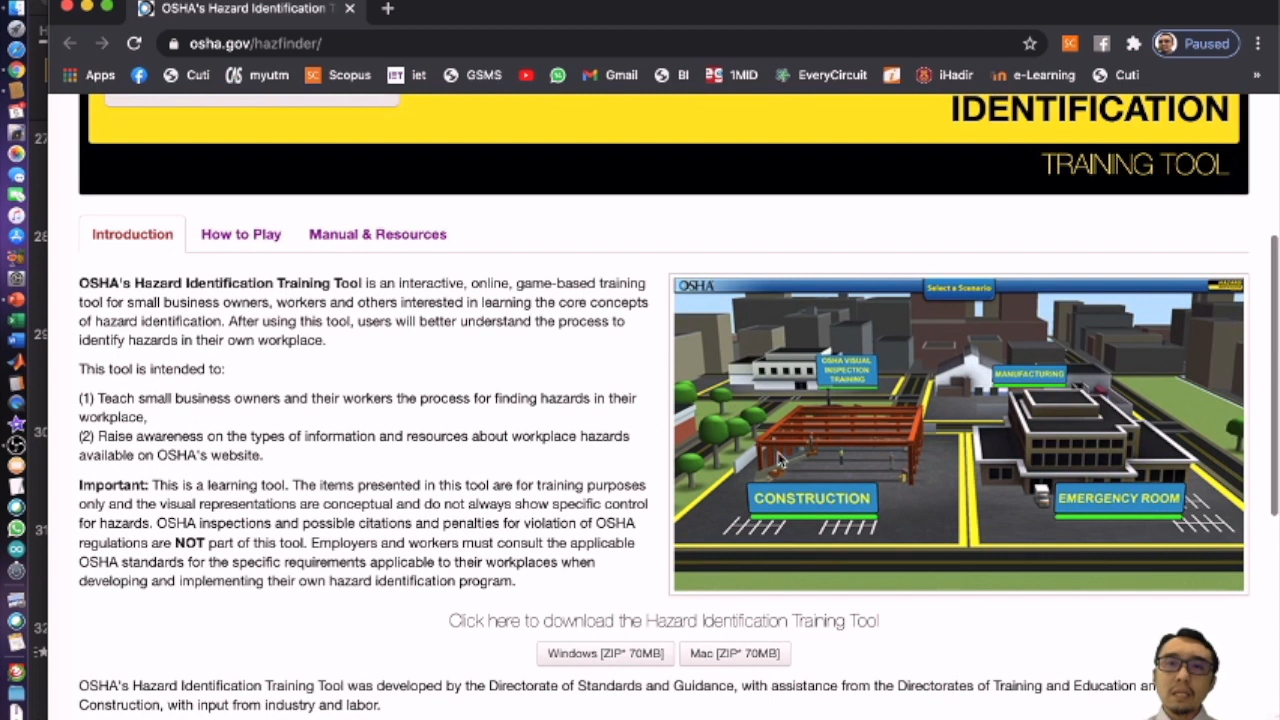 OSHA's Hazard Identification T
osha.gov/hazfinder/
Paused
Apps Cuti myutm SC Scopus iet GSMS Gmail BI 1MID EveryCircuit iHadir e-Learning Cuti »
27
IDENTIFICATION
TRAINING TOOL
28
Introduction How to Play Manual & Resources
OSHA's Hazard Identification Training Tool is an interactive, online, game-based training
tool for small business owners, workers and others interested in learning the core concepts
of hazard identification. After using this tool, users will better understand the process to
identify hazards in their own workplace.
This tool is intended to:
(1) Teach small business owners and their workers the process for finding hazards in their
workplace,
(2) Raise awareness on the types of information and resources about workplace hazards
available on OSHA's website.
Important: This is a learning tool. The items presented in this tool are for training purposes
only and the visual representations are conceptual and do not always show specific control
for hazards. OSHA inspections and possible citations and penalties for violation of OSHA
regulations are NOT part of this tool. Employers and workers must consult the applicable
OSHA standards for the specific requirements applicable to their workplaces when
developing and implementing their own hazard identification program.
OSHA
Select a Scenario
OSHA VISUAL
INSPECTION
TRAINING
MANUFACTURING
CONSTRUCTION
EMERGENCY ROOM
29
30
31
32
Click here to download the Hazard Identification Training Tool
Windows [ZIP* 70MB] Mac [ZIP* 70MB]
OSHA's Hazard Identification Training Tool was developed by the Directorate of Standards and Guidance, with assistance from the Directorates of Training and Education an
Construction, with input from industry and labor.